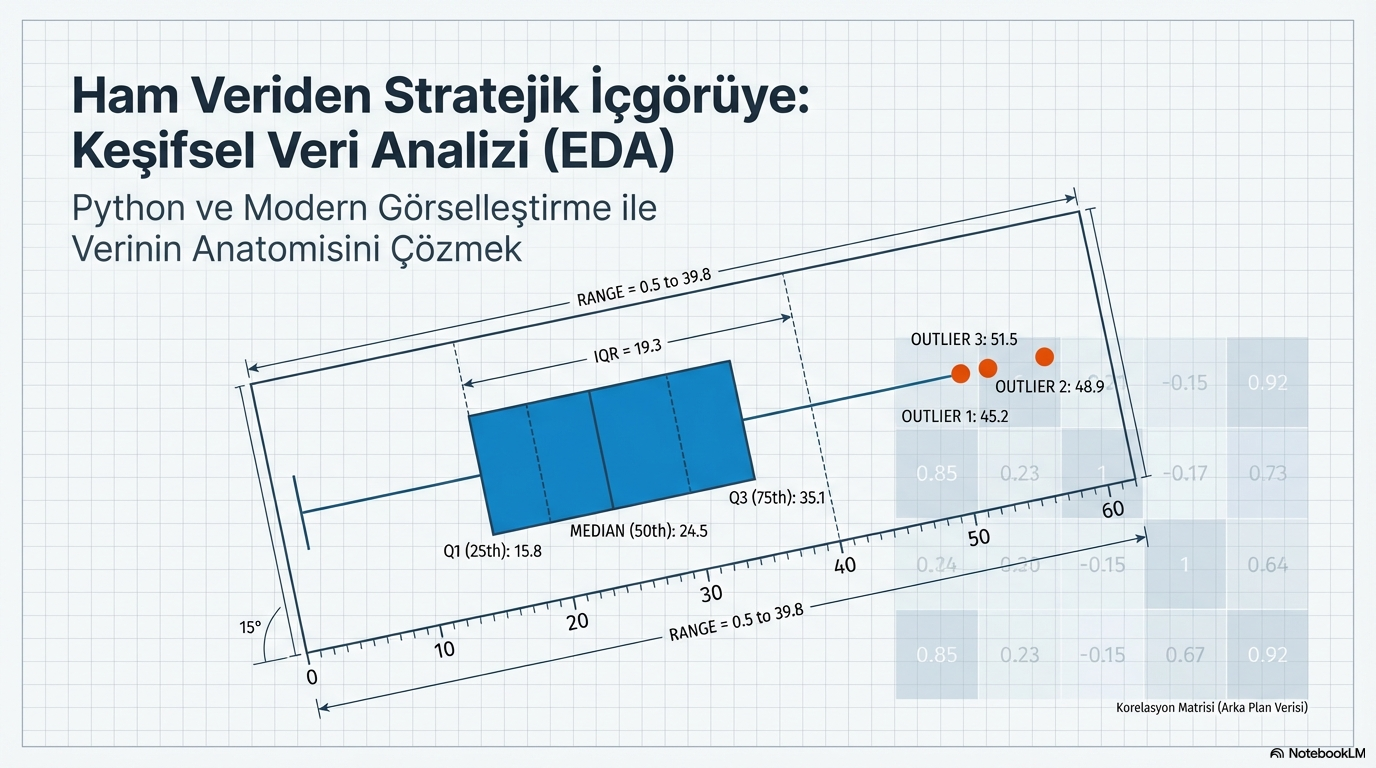 Ham Veriden Stratejik İçgörüye:
Keşifsel Veri Analizi (EDA)
Python ve Modern Görselleştirme ile
Verinin Anatomisini Çözmek
RANGE = 0.5 to 39.8
IQR = 19.3
OUTLIER 3: 51.5
OUTLIER 2: 48.9
OUTLIER 1: 45.2
Q3 (75th): 35.1
MEDIAN (50th): 24.5
Q1 (25th): 15.8
15°
0
10
20
30
40
50
60
RANGE = 0.5 to 39.8
-0.15 0.92
0.85 0.23 1 -0.17 0.73
-0.15 1 0.64
0.85 0.23 -0.15 0.67 0.92
Korelasyon Matrisi (Arka Plan Verisi)
NotebookLM